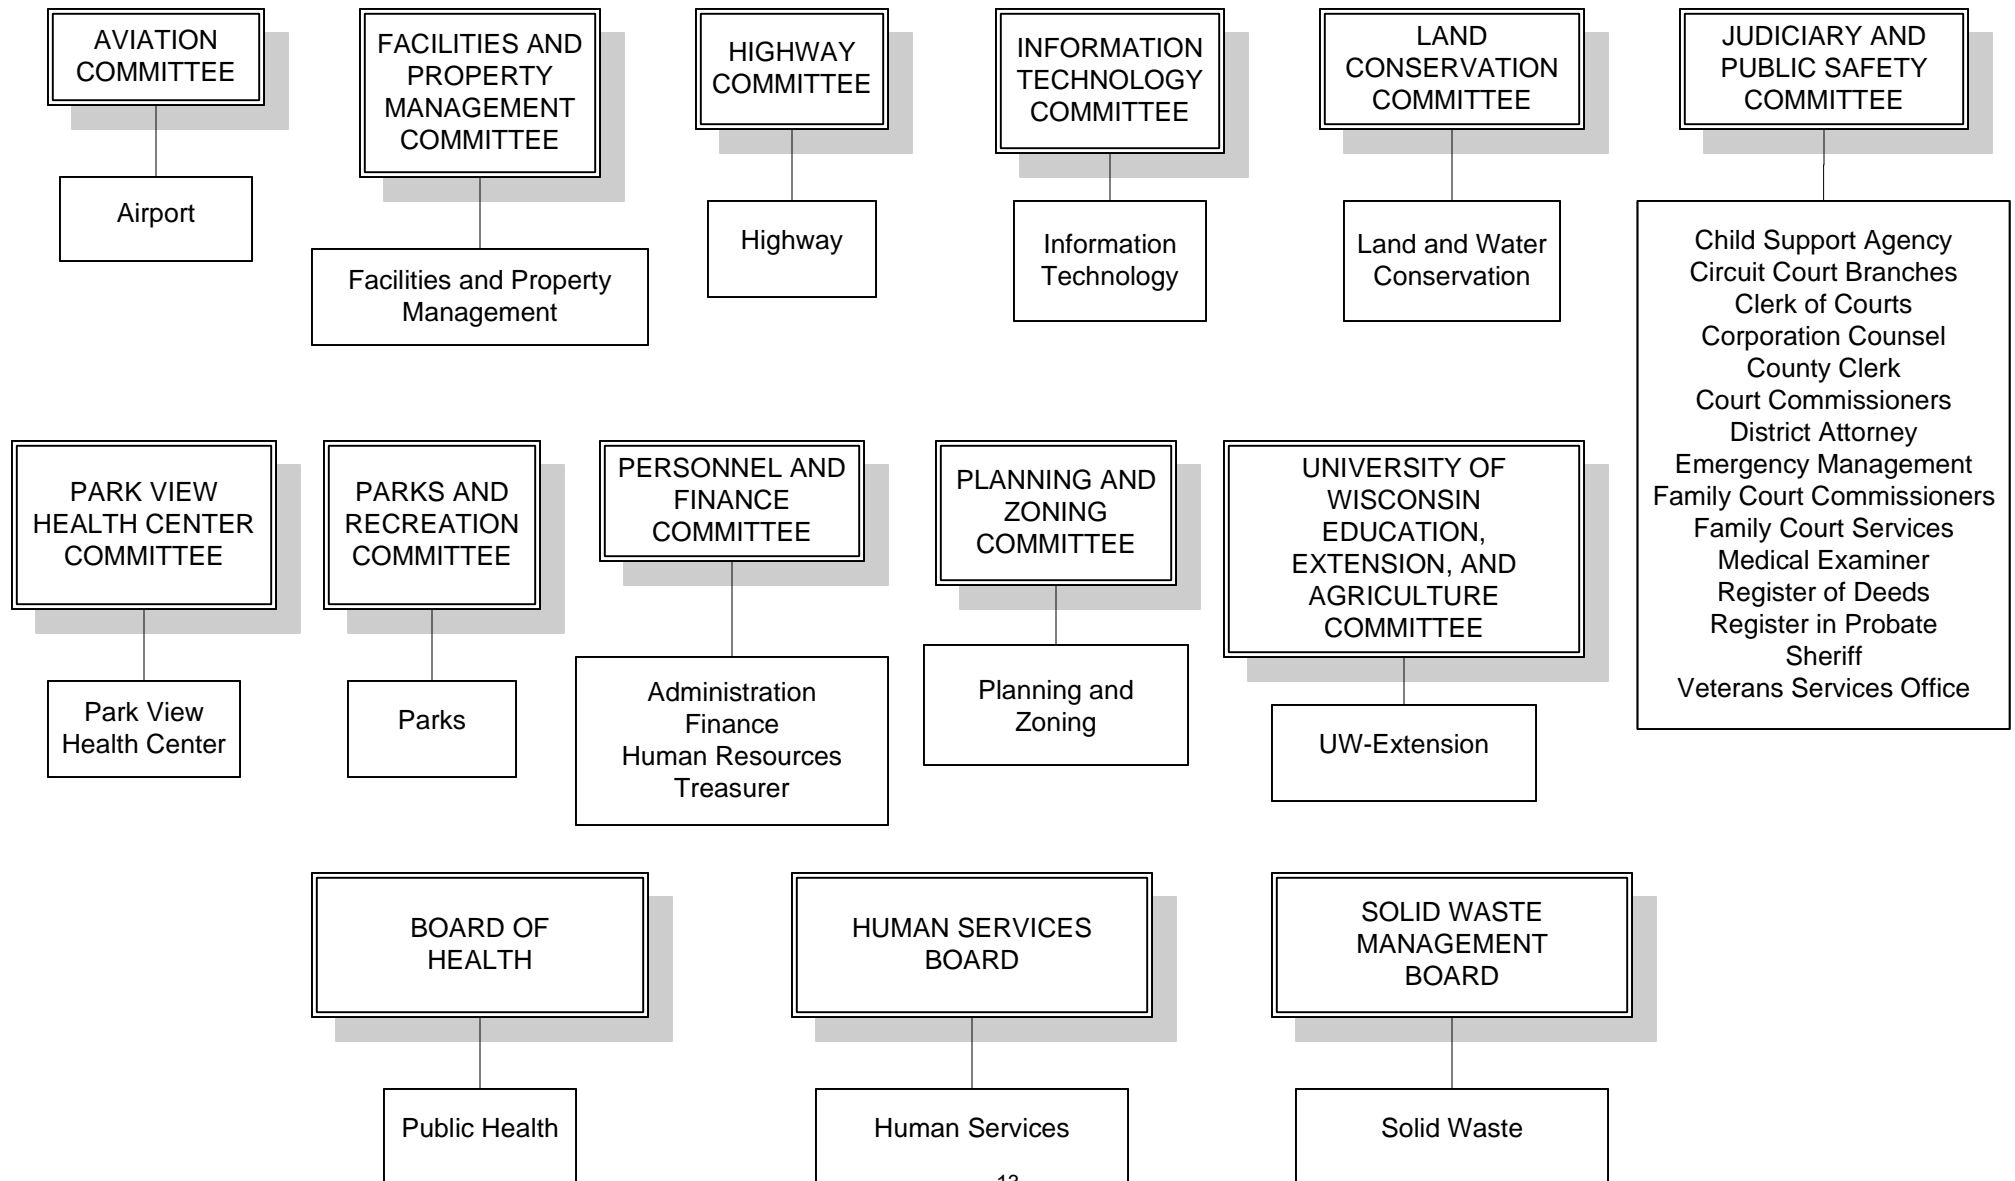 AVIATION
COMMITTEE
FACILITIES AND
PROPERTY
MANAGEMENT
COMMITTEE
HIGHWAY
COMMITTEE
INFORMATION
TECHNOLOGY
COMMITTEE
LAND
CONSERVATION
COMMITTEE
JUDICIARY AND
PUBLIC SAFETY
COMMITTEE
Airport
Facilities and Property
Management
Highway
Information
Technology
Land and Water
Conservation
Child Support Agency
Circuit Court Branches
Clerk of Courts
Corporation Counsel
County Clerk
Court Commissioners
District Attorney
Emergency Management
Family Court Commissioners
Family Court Services
Medical Examiner
Register of Deeds
Register in Probate
Sheriff
Veterans Services Office
PARK VIEW
HEALTH CENTER
COMMITTEE
PARKS AND
RECREATION
COMMITTEE
PERSONNEL AND
FINANCE
COMMITTEE
PLANNING AND
ZONING
COMMITTEE
UNIVERSITY OF
WISCONSIN
EDUCATION,
EXTENSION, AND
AGRICULTURE
COMMITTEE
Park View
Health Center
Parks
Administration
Finance
Human Resources
Treasurer
Planning and
Zoning
UW-Extension
BOARD OF
HEALTH
HUMAN SERVICES
BOARD
SOLID WASTE
MANAGEMENT
BOARD
Public Health
Human Services
Solid Waste